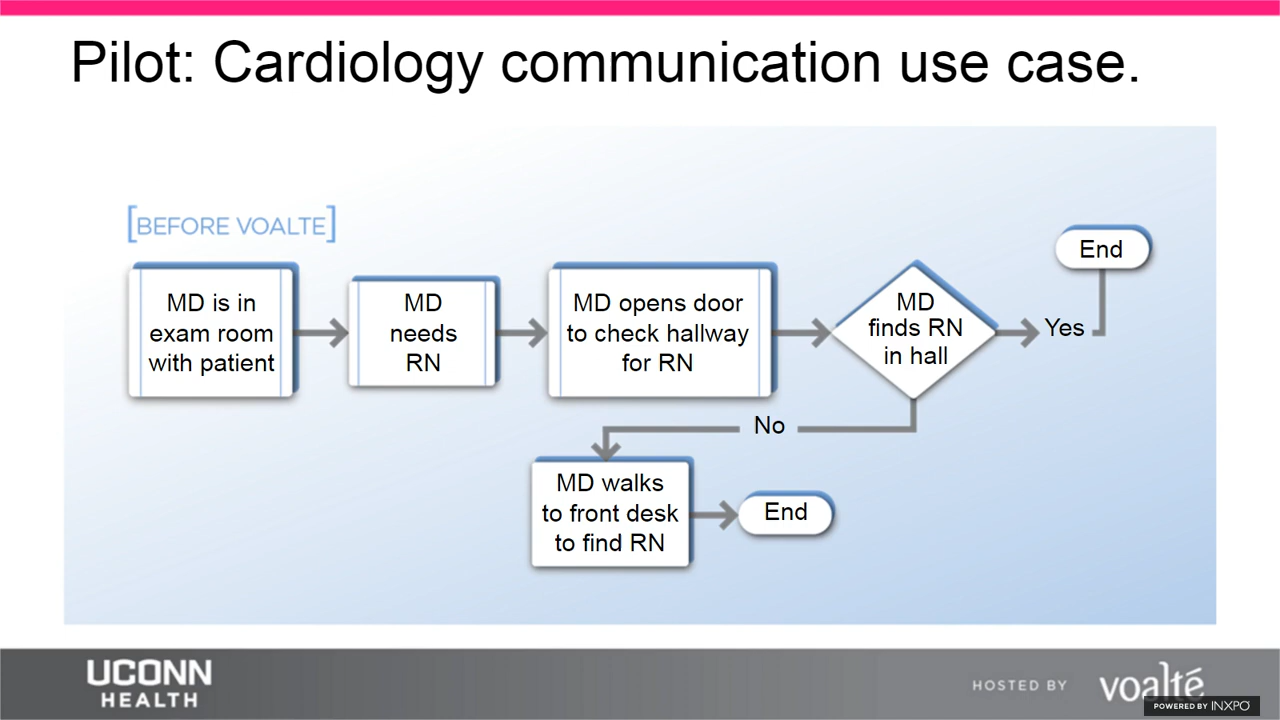 Pilot: Cardiology communication use case.
[BEFORE VOALTE]
MD is in
exam room
with patient
MD
needs
RN
MD opens door
to check hallway
for RN
MD
finds RN
in hall
Yes
End
No
MD walks
to front desk
to find RN
End
UCONN
HEALTH
HOSTED BY
voalté
POWERED BY INXPO